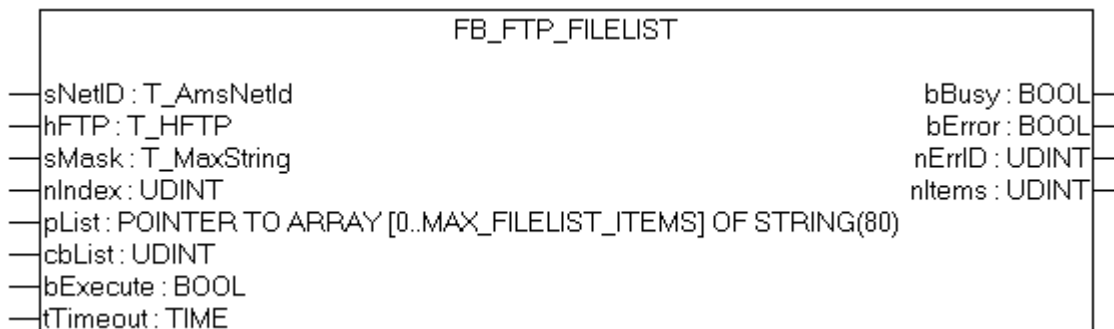 FB_FTP_FILELIST
sNetID : T_AmsNetId bBusy : BOOL
hFTP : T_HFTP bError : BOOL
sMask : T_MaxString nErrID : UDINT
nIndex : UDINT nItems : UDINT
pList : POINTER TO ARRAY [0..MAX_FILELIST_ITEMS] OF STRING(80)
cbList : UDINT
bExecute : BOOL
tTimeout : TIME